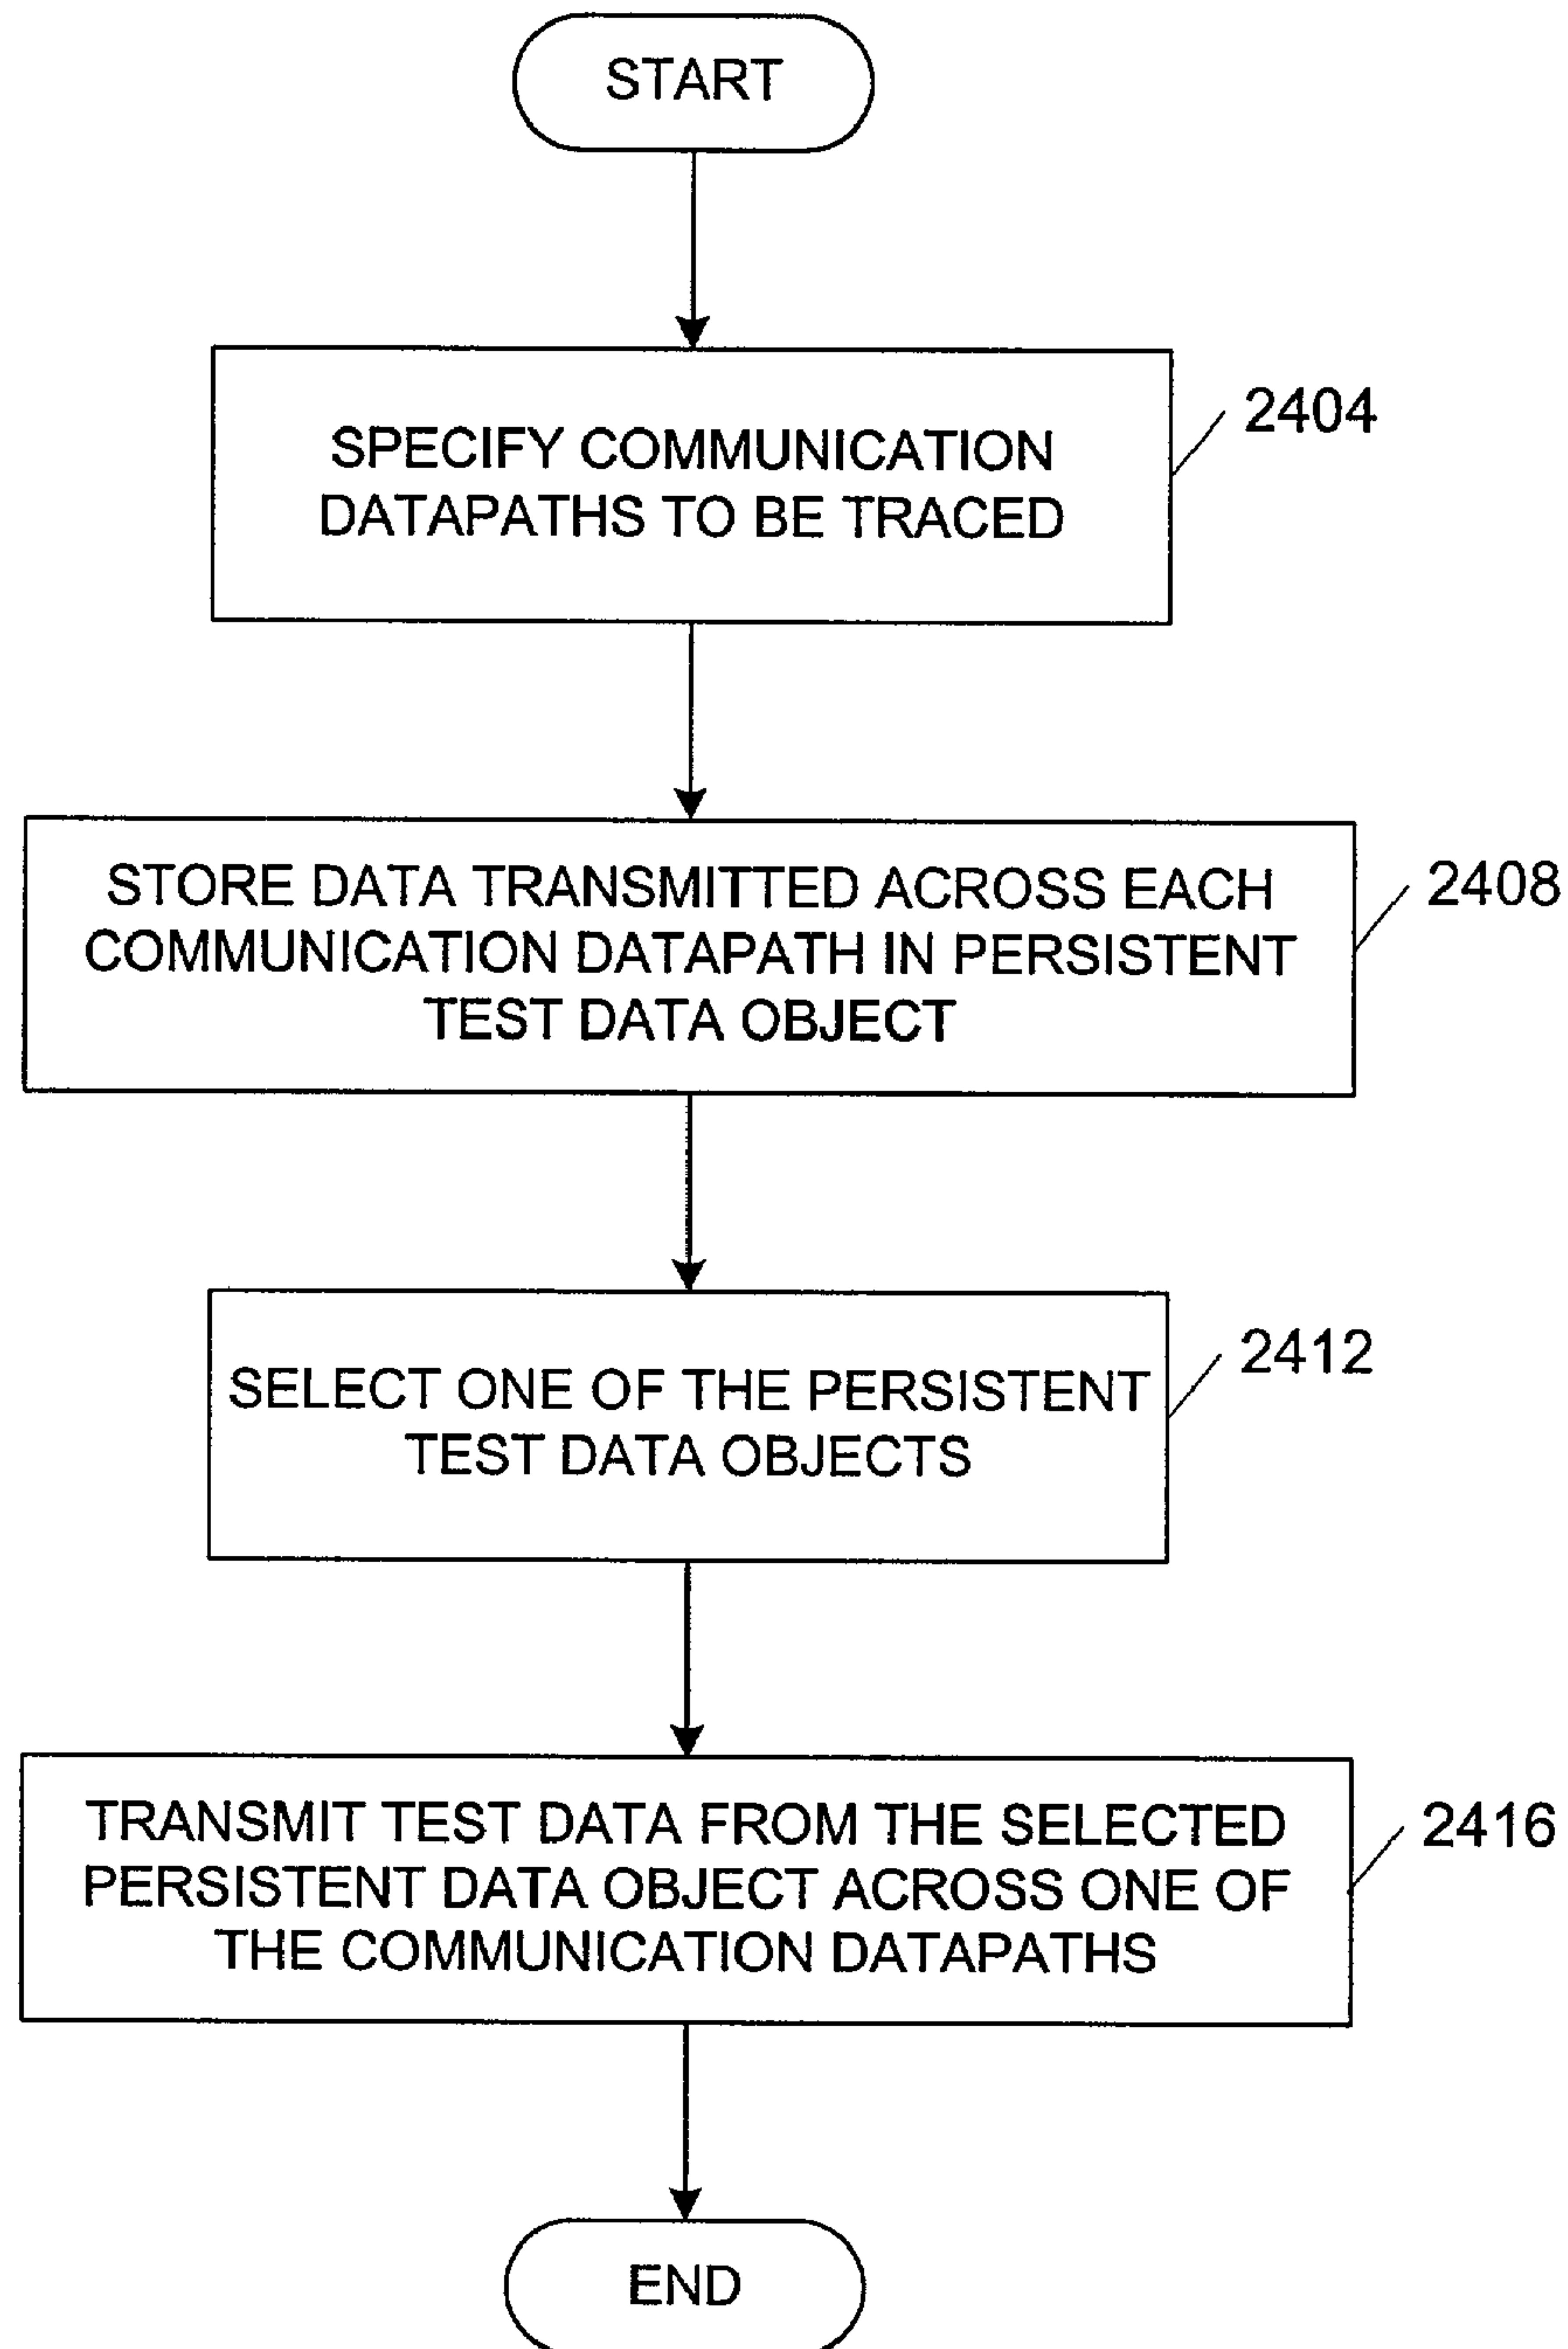 START
SPECIFY COMMUNICATION
DATAPATHS TO BE TRACED
2404
STORE DATA TRANSMITTED ACROSS EACH
COMMUNICATION DATAPATH IN PERSISTENT
TEST DATA OBJECT
2408
SELECT ONE OF THE PERSISTENT
TEST DATA OBJECTS
2412
TRANSMIT TEST DATA FROM THE SELECTED
PERSISTENT DATA OBJECT ACROSS ONE OF
THE COMMUNICATION DATAPATHS
2416
END